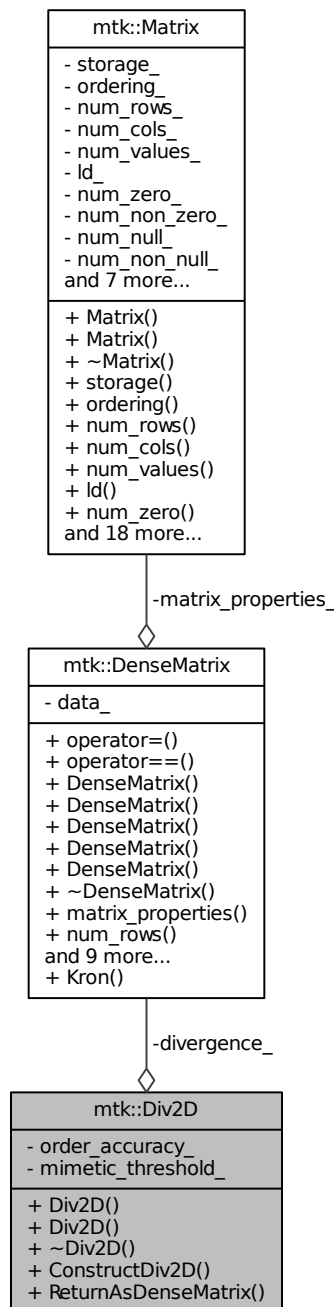 mtk::Matrix
- storage_
- ordering_
- num_rows_
- num_cols_
- num_values_
- ld_
- num_zero_
- num_non_zero_
- num_null_
- num_non_null_
and 7 more...
+ Matrix()
+ Matrix()
+ ~Matrix()
+ storage()
+ ordering()
+ num_rows()
+ num_cols()
+ num_values()
+ ld()
+ num_zero()
and 18 more...
-matrix_properties_
mtk::DenseMatrix
- data_
+ operator=()
+ operator==()
+ DenseMatrix()
+ DenseMatrix()
+ DenseMatrix()
+ DenseMatrix()
+ DenseMatrix()
+ ~DenseMatrix()
+ matrix_properties()
+ num_rows()
and 9 more...
+ Kron()
-divergence_
mtk::Div2D
- order_accuracy_
- mimetic_threshold_
+ Div2D()
+ Div2D()
+ ~Div2D()
+ ConstructDiv2D()
+ ReturnAsDenseMatrix()